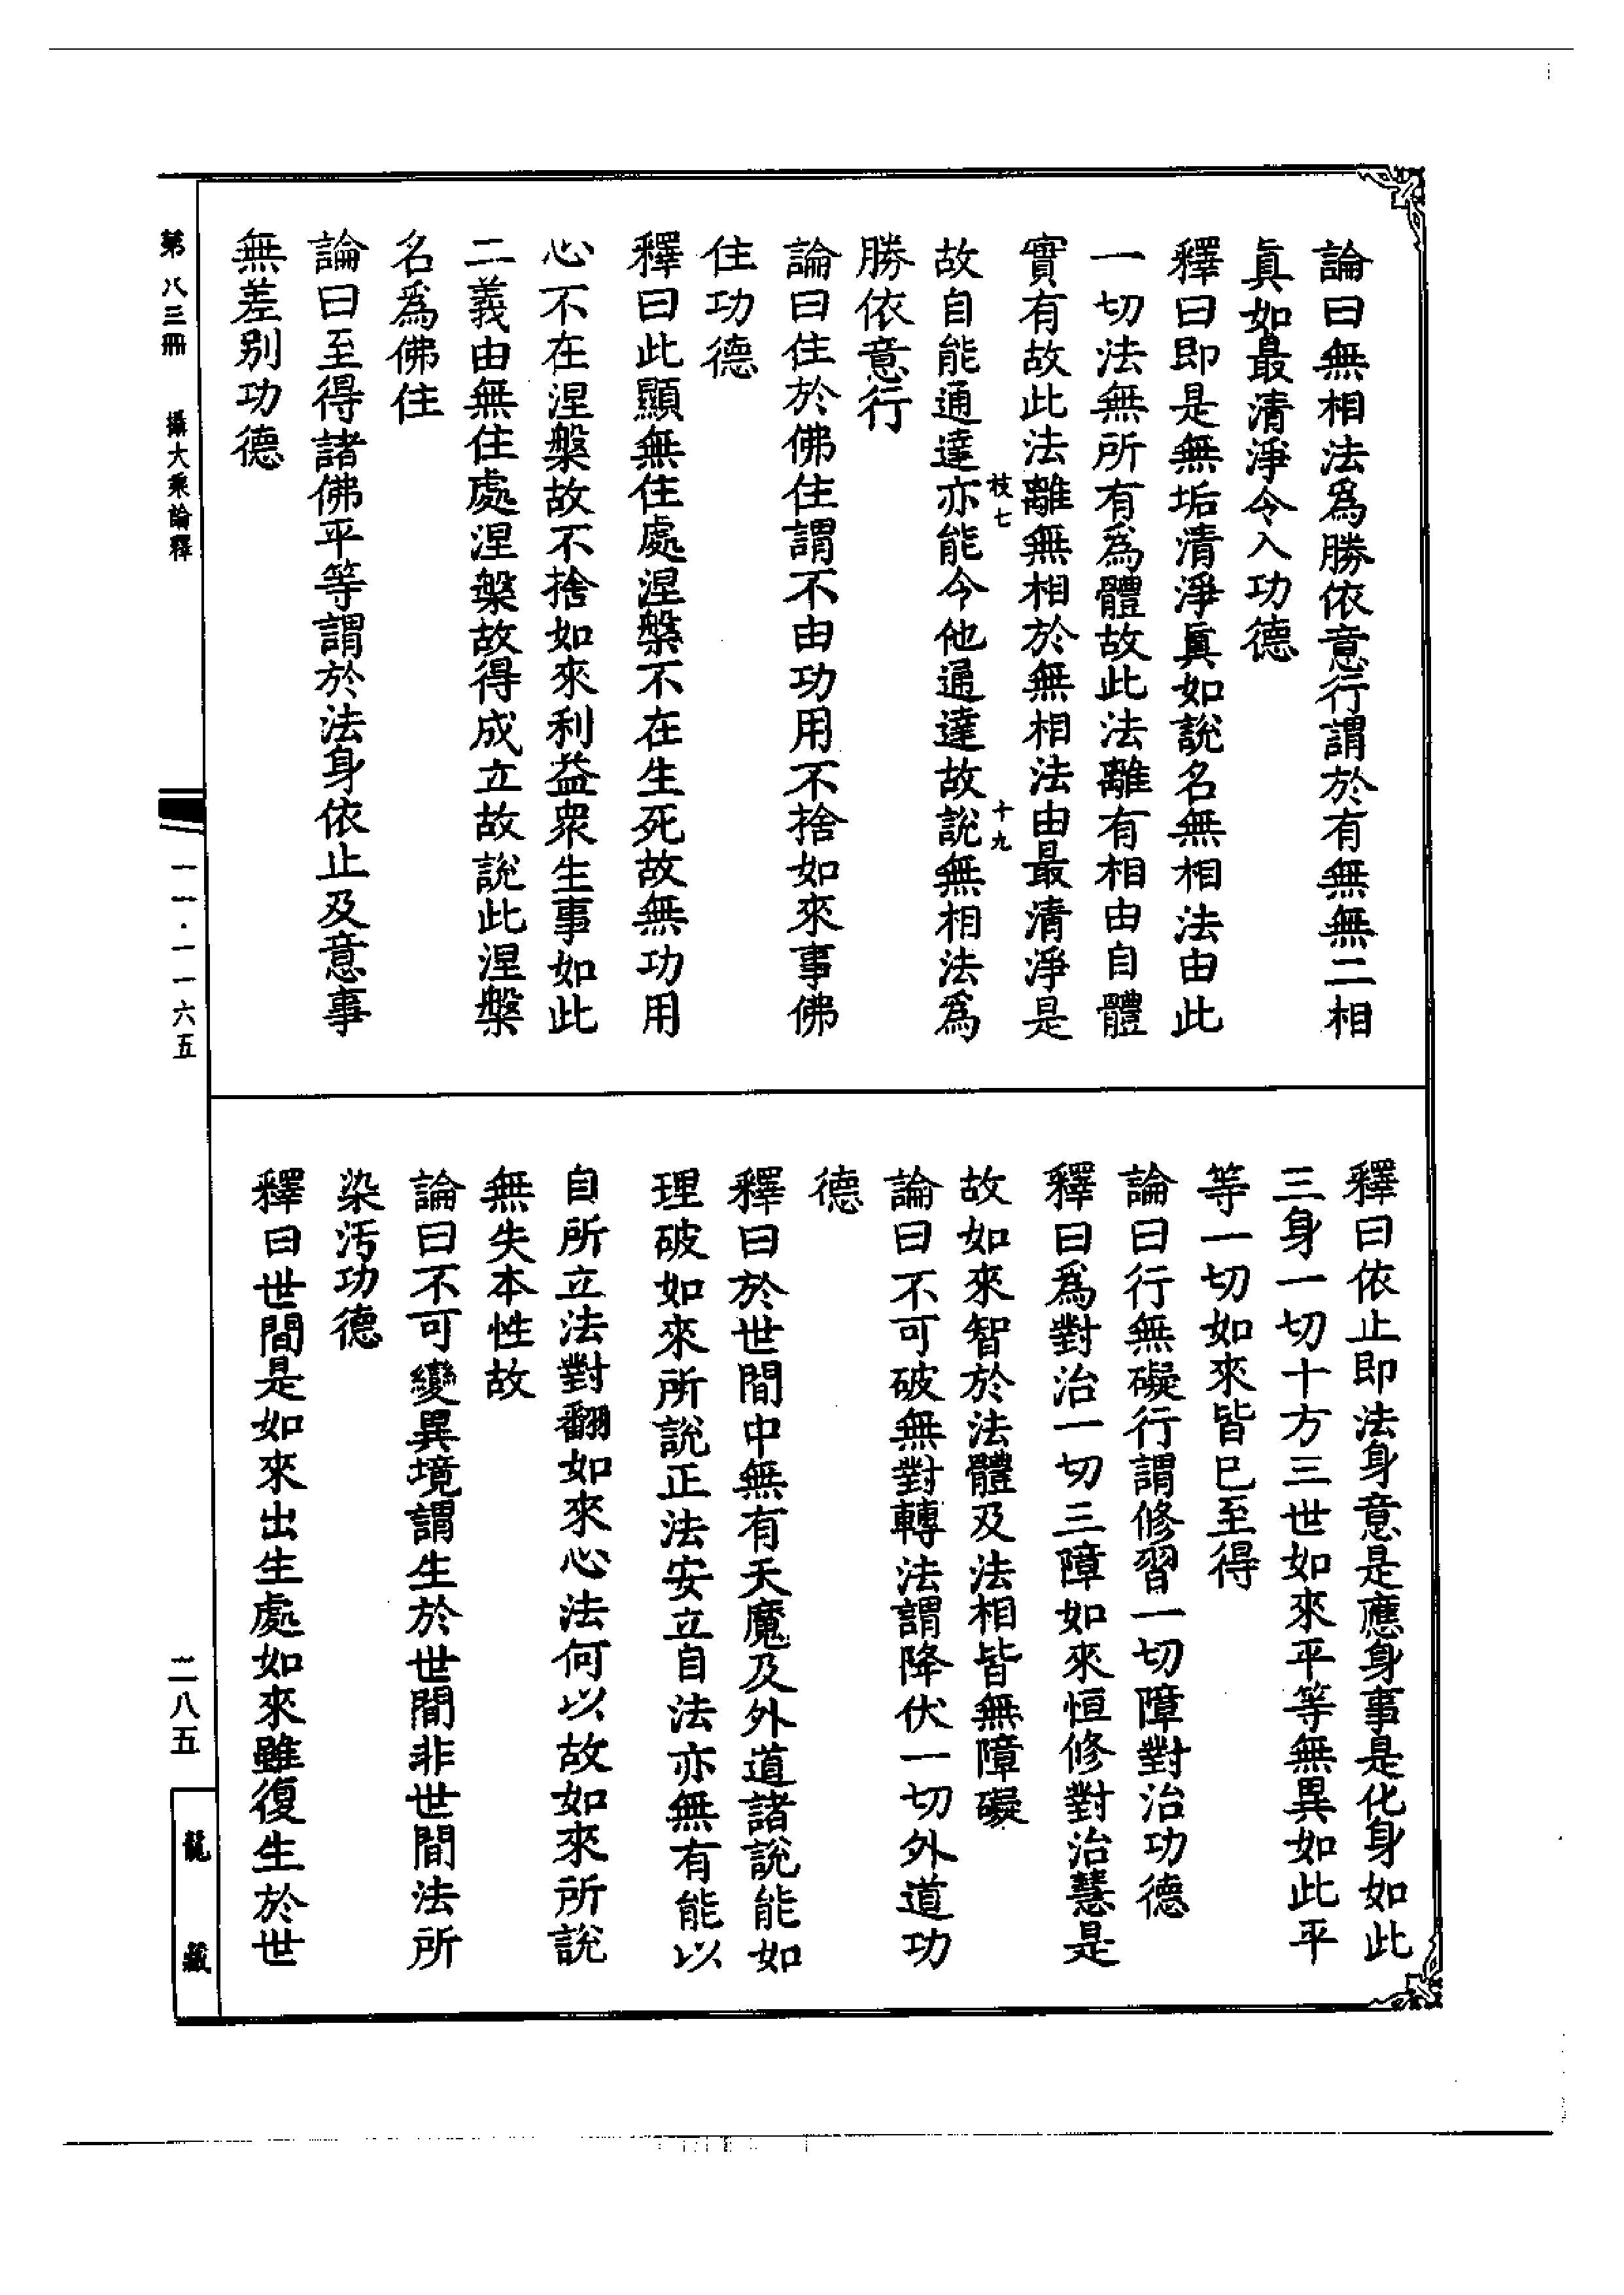 論曰無相法爲勝依意行謂於有無無二相
眞如最清淨令入功德
釋曰即是無垢清淨眞如說名無相法由此
一切法無所有爲體故此法離有相由自體
實有故此法離無相於無相法由最清淨是
枝七
十九
故自能通達亦能令他通達故說無相法爲
勝依意行
論曰住於佛住謂不由功用不捨如來事佛
住功德
釋曰此顯無住處涅槃不在生死故無功用
心不在涅槃故不捨如來利益衆生事如此
二義由無住處涅槃故得成立故說此涅槃
名爲佛住
論曰至得諸佛平等謂於法身依止及意事
無差別功德
釋曰依止即法身意是應身事是化身如此
三身一切十方三世如來平等無異如此平
等一切如來皆已至得
論曰行無礙行謂修習一切障對治功德
釋曰爲對治一切三障如來恒修對治慧是
故如來智於法體及法相皆無障礙
論曰不可破無對轉法謂降伏一切外道功
德
釋曰於世間中無有天魔及外道諸說能如
理破如來所說正法安立自法亦無有能以
自所立法對翻如來心法何以故如來所說
無失本性故
論曰不可變異境謂生於世間非世間法所
染汚功德
釋曰世間是如來出生處如來雖復生於世
第八三冊
攝大乘論釋
一一·一一六五
二八五
龍藏